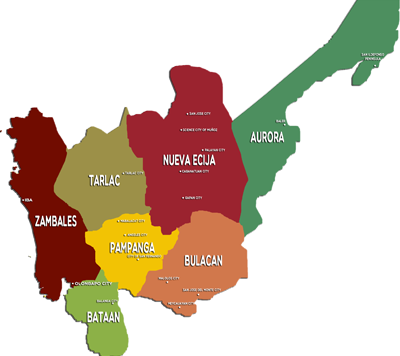 SAN ILDEFONSO
PENINSULA
SAN JOSE CITY
BALER
SCIENCE CITY OF MUÑOZ
AURORA
PALAYAN CITY
NUEVA ECIJA
CABANATUAN CITY
TARLAC CITY
TARLAC
GAPAN CITY
IBA
ZAMBALES
MABALACAT CITY
ANGELES CITY
PAMPANGA
CITY OF SAN FERNANDO
BULACAN
MALOLOS CITY
OLONGAPO CITY
SAN JOSE DEL MONTE CITY
BALANGA CITY
MEYCAUAYAN CITY
BATAAN